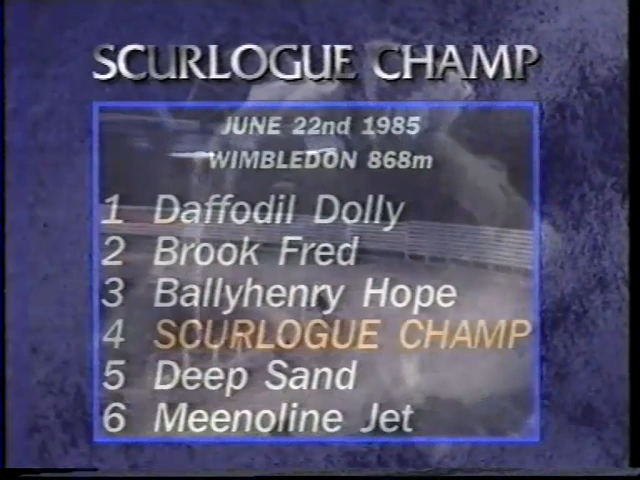 SCURLOGUE CHAMP
JUNE 22nd 1985
WIMBLEDON 868m
1 Daffodil Dolly
2 Brook Fred
3 Ballyhenry Hope
4 SCURLOGUE CHAMP
5 Deep Sand
6 Meenoline Jet